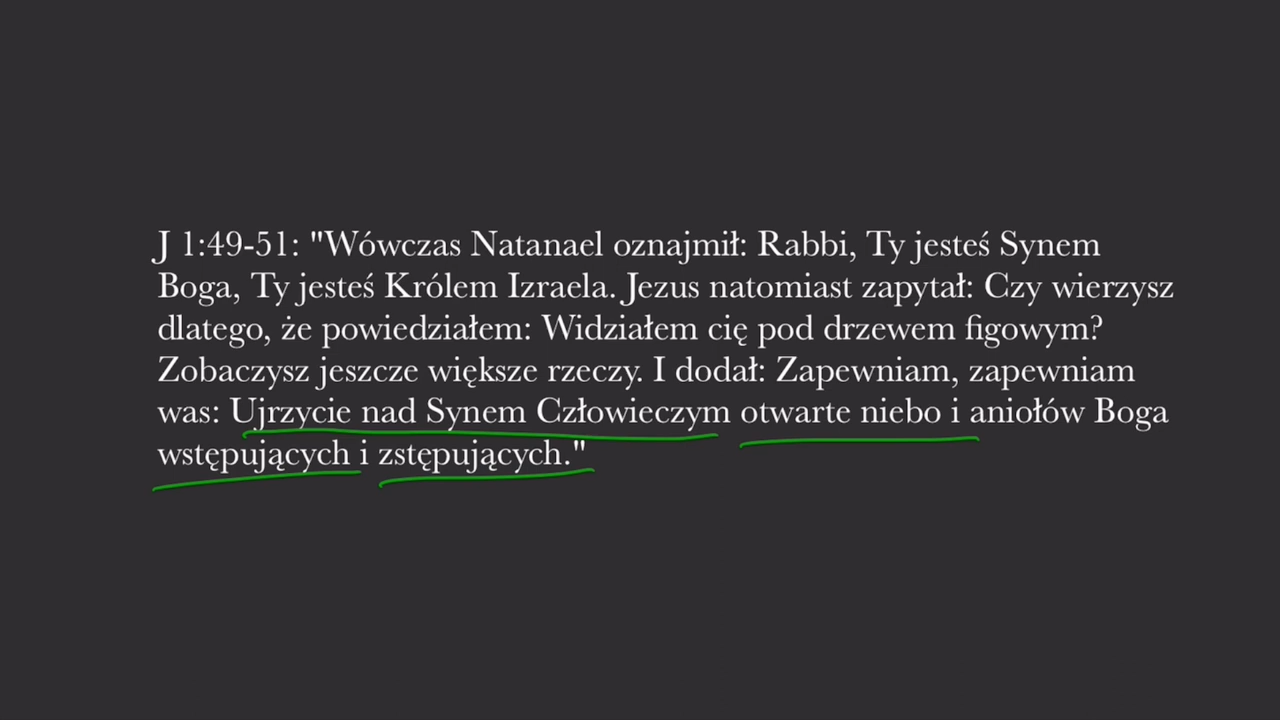 J 1:49-51: "Wówczas Natanael oznajmił: Rabbi, Ty jesteś Synem
Boga, Ty jesteś Królem Izraela. Jezus natomiast zapytał: Czy wierzysz
dlatego, że powiedziałem: Widziałem cię pod drzewem figowym?
Zobaczysz jeszcze większe rzeczy. I dodał: Zapewniam, zapewniam
was: Ujrzycie nad Synem Człowieczym otwarte niebo i aniołów Boga
wstępujących i zstępujących."